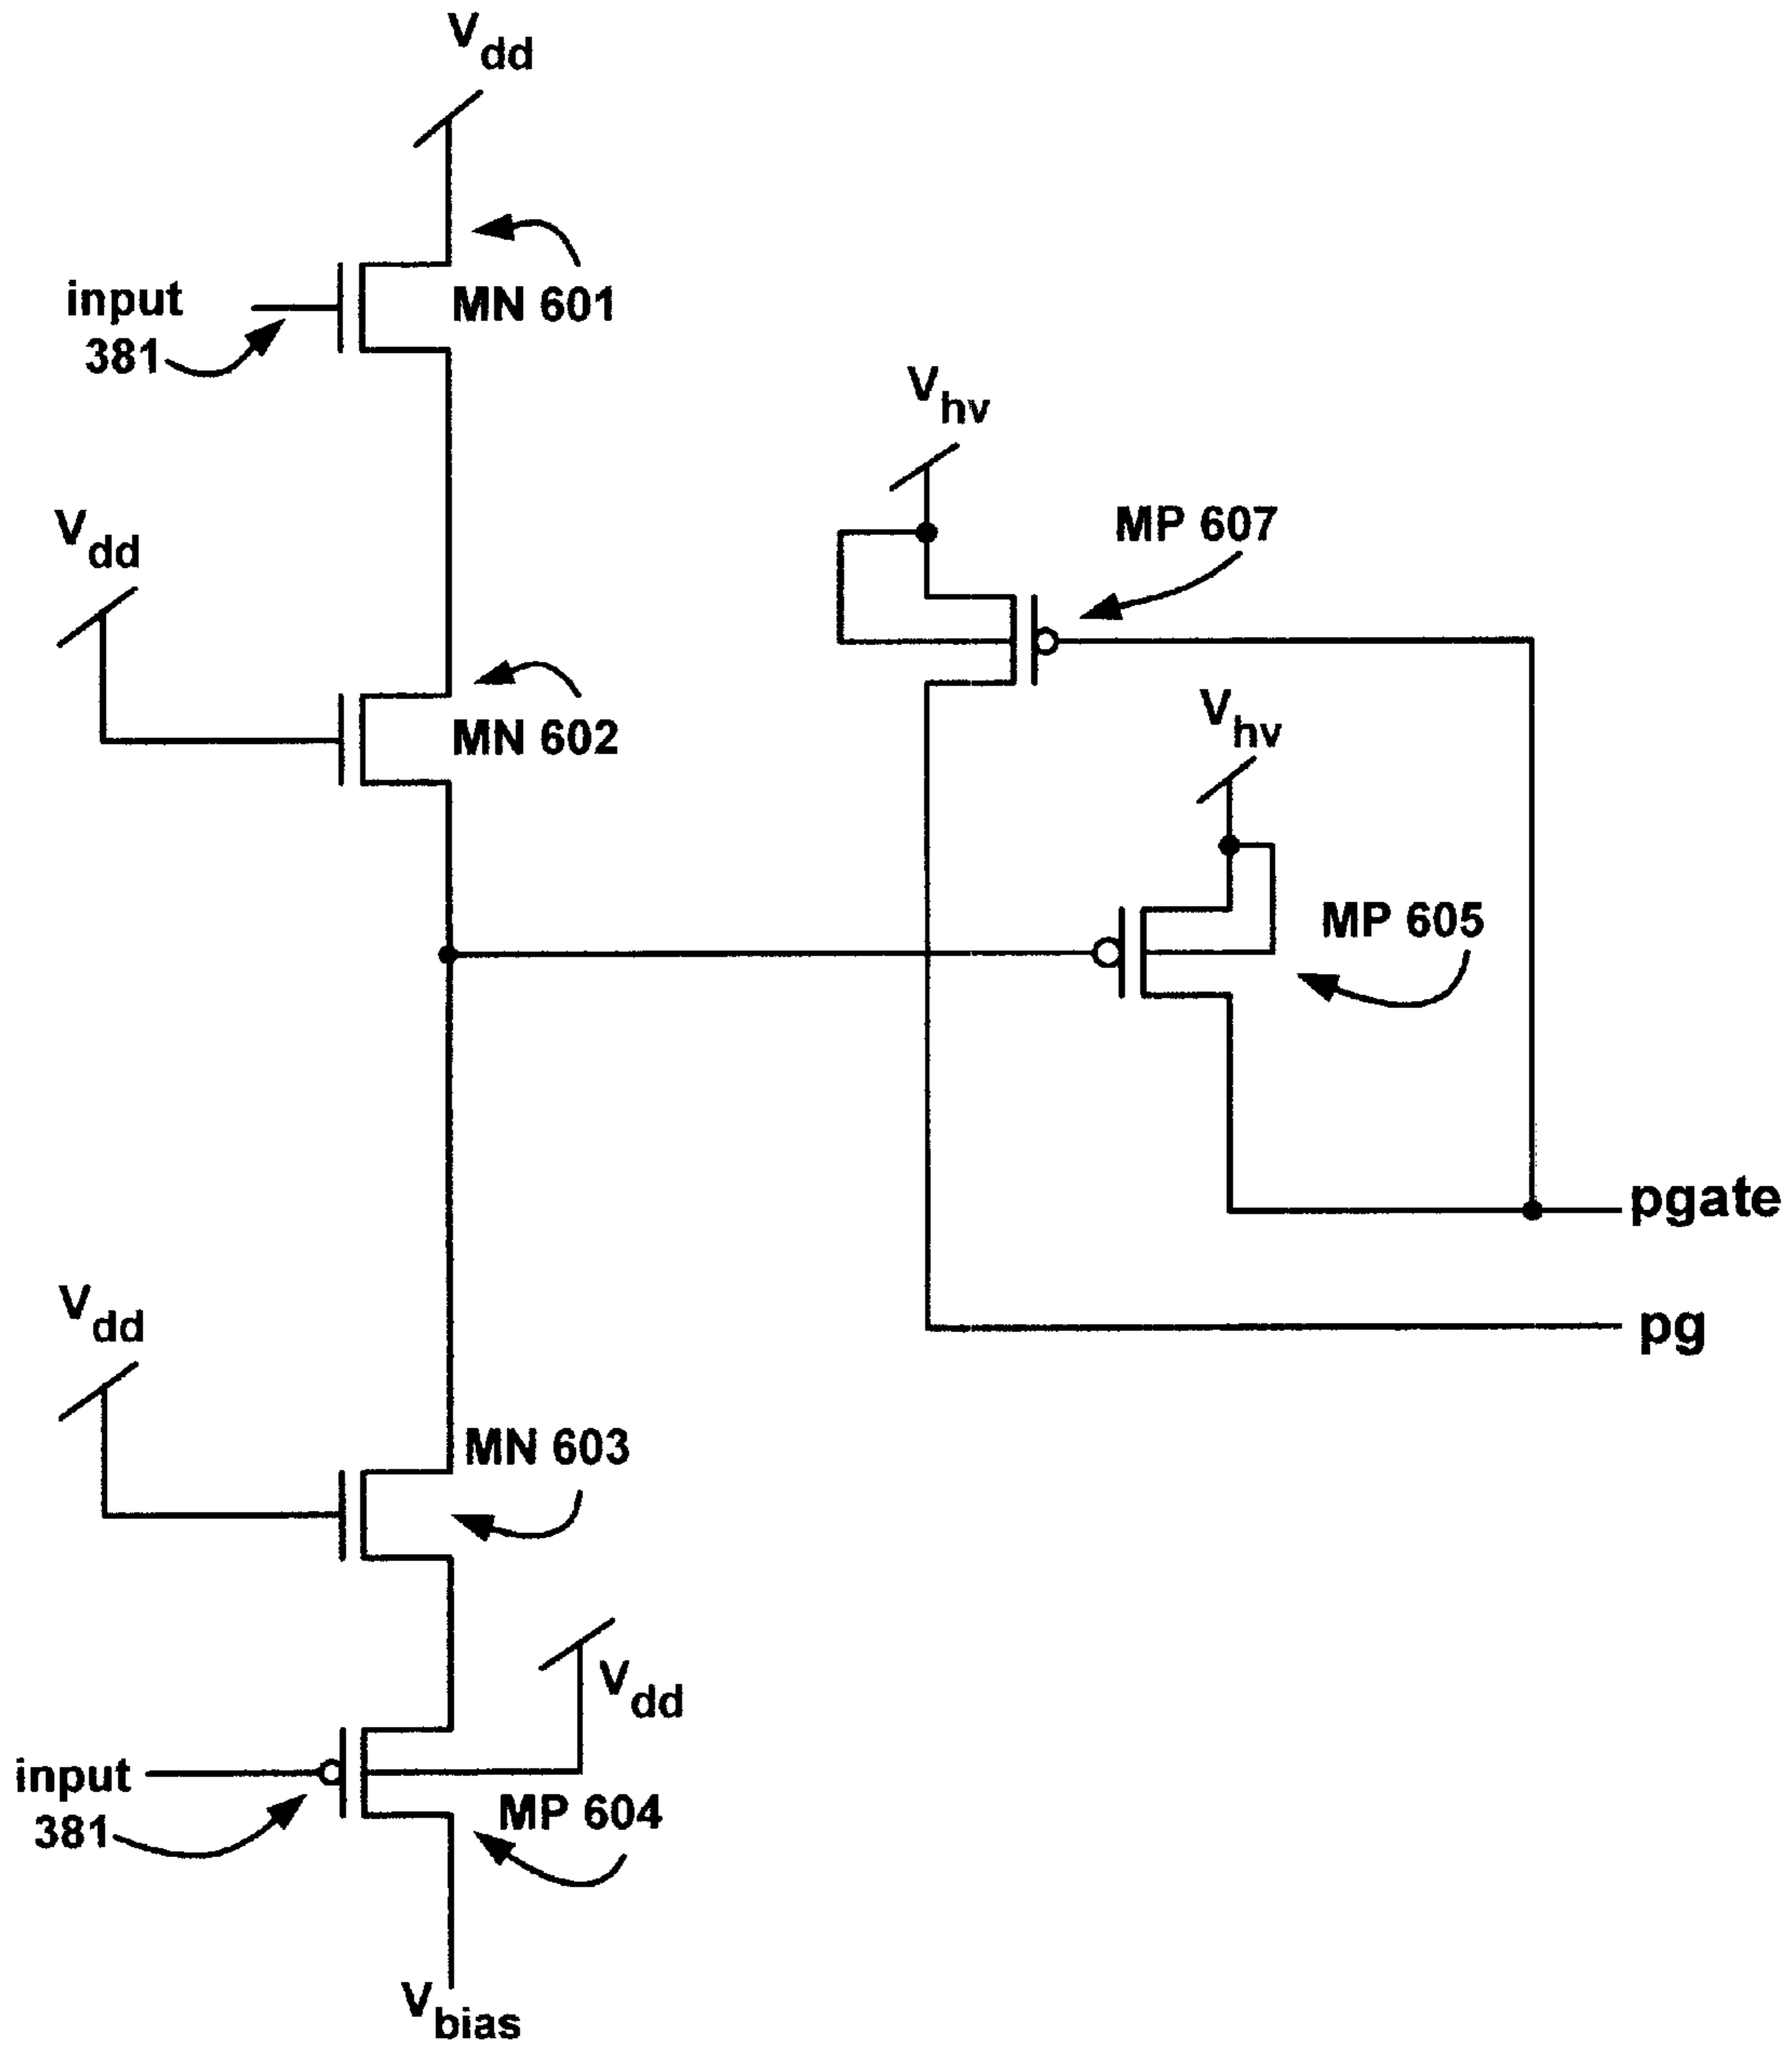 Vdd
input
381
MN 601
Vhv
Vdd
MP 607
MN 602
Vhv
MP 605
pgate
Vdd
pg
MN 603
Vdd
input
381
MP 604
Vbias